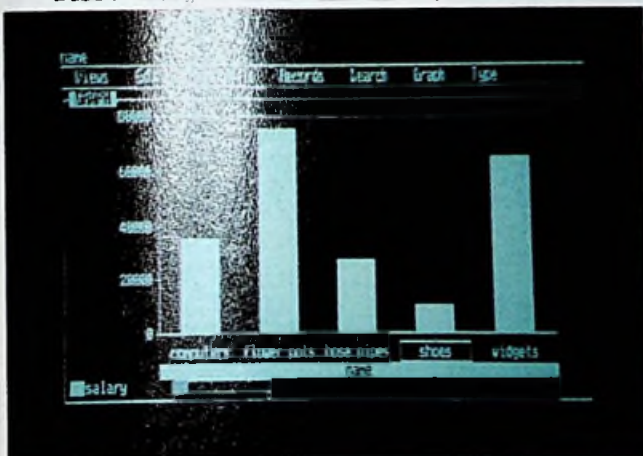 name
Views Records Search Graph Type
80000
60000
40000
20000
0
computers flower pots hose pipes shoes widgets
name
salary